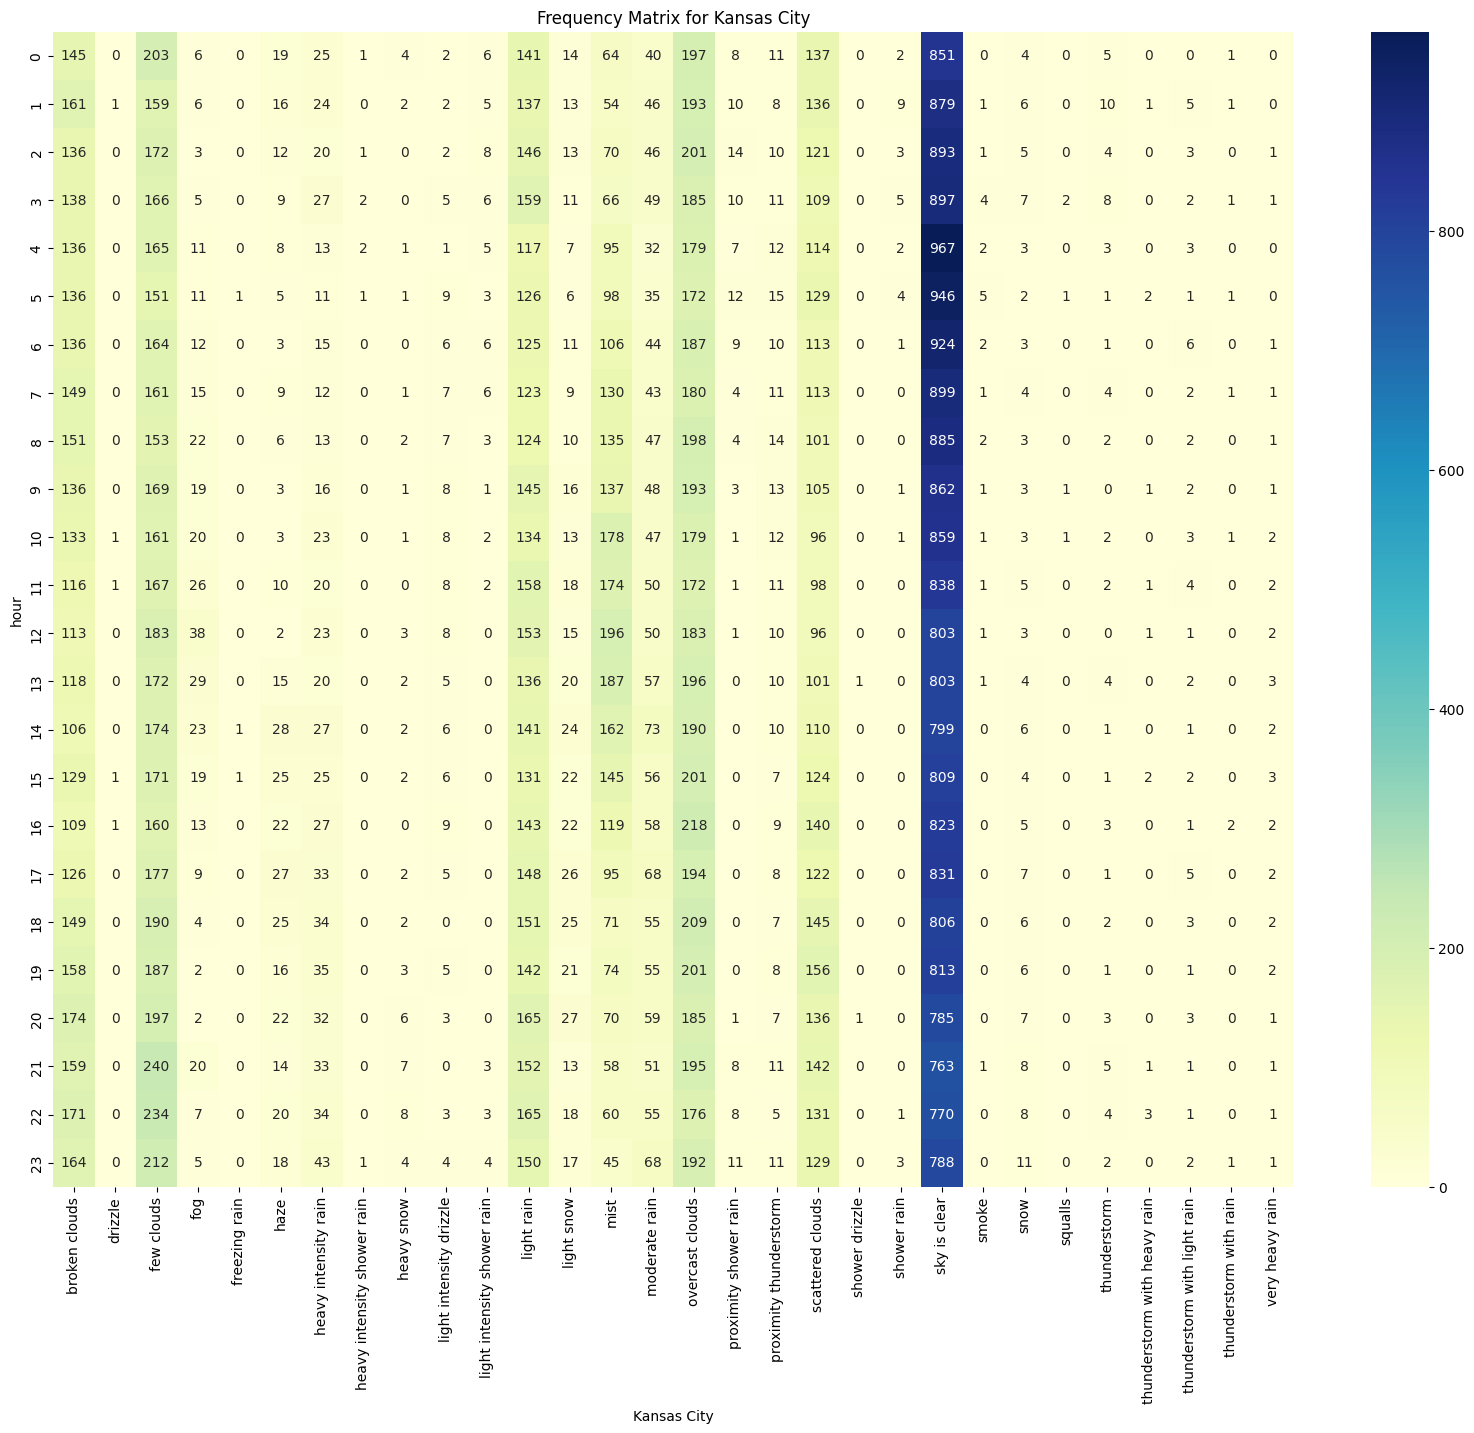 Frequency Matrix for Kansas City
0 145 0 203 6 0 19 25 1 4 2 6 141 14 64 40 197 8 11 137 0 2 851 0 4 0 5 0 0 1 0
1 161 1 159 6 0 16 24 0 2 2 5 137 13 54 46 193 10 8 136 0 9 879 1 6 0 10 1 5 1 0
2 136 0 172 3 0 12 20 1 0 2 8 146 13 70 46 201 14 10 121 0 3 893 1 5 0 4 0 3 0 1
3 138 0 166 5 0 9 27 2 0 5 6 159 11 66 49 185 10 11 109 0 5 897 4 7 2 8 0 2 1 1
4 136 0 165 11 0 8 13 2 1 1 5 117 7 95 32 179 7 12 114 0 2 967 2 3 0 3 0 3 0 0
800
5 136 0 151 11 1 5 11 1 1 9 3 126 6 98 35 172 12 15 129 0 4 946 5 2 1 1 2 1 1 0
6 136 0 164 12 0 3 15 0 0 6 6 125 11 106 44 187 9 10 113 0 1 924 2 3 0 1 0 6 0 1
7 149 0 161 15 0 9 12 0 1 7 6 123 9 130 43 180 4 11 113 0 0 899 1 4 0 4 0 2 1 1
8 151 0 153 22 0 6 13 0 2 7 3 124 10 135 47 198 4 14 101 0 0 885 2 3 0 2 0 2 0 1
600
9 136 0 169 19 0 3 16 0 1 8 1 145 16 137 48 193 3 13 105 0 1 862 1 3 1 0 1 2 0 1
10 133 1 161 20 0 3 23 0 1 8 2 134 13 178 47 179 1 12 96 0 1 859 1 3 1 2 0 3 1 2
11 116 1 167 26 0 10 20 0 0 8 2 158 18 174 50 172 1 11 98 0 0 838 1 5 0 2 1 4 0 2
hour
12 113 0 183 38 0 2 23 0 3 8 0 153 15 196 50 183 1 10 96 0 0 803 1 3 0 0 1 1 0 2
13 118 0 172 29 0 15 20 0 2 5 0 136 20 187 57 196 0 10 101 1 0 803 1 4 0 4 0 2 0 3
400
14 106 0 174 23 1 28 27 0 2 6 0 141 24 162 73 190 0 10 110 0 0 799 0 6 0 1 0 1 0 2
15 129 1 171 19 1 25 25 0 2 6 0 131 22 145 56 201 0 7 124 0 0 809 0 4 0 1 2 2 0 3
16 109 1 160 13 0 22 27 0 0 9 0 143 22 119 58 218 0 9 140 0 0 823 0 5 0 3 0 1 2 2
17 126 0 177 9 0 27 33 0 2 5 0 148 26 95 68 194 0 8 122 0 0 831 0 7 0 1 0 5 0 2
18 149 0 190 4 0 25 34 0 2 0 0 151 25 71 55 209 0 7 145 0 0 806 0 6 0 2 0 3 0 2
200
19 158 0 187 2 0 16 35 0 3 5 0 142 21 74 55 201 0 8 156 0 0 813 0 6 0 1 0 1 0 2
20 174 0 197 2 0 22 32 0 6 3 0 165 27 70 59 185 1 7 136 1 0 785 0 7 0 3 0 3 0 1
21 159 0 240 20 0 14 33 0 7 0 3 152 13 58 51 195 8 11 142 0 0 763 1 8 0 5 1 1 0 1
22 171 0 234 7 0 20 34 0 8 3 3 165 18 60 55 176 8 5 131 0 1 770 0 8 0 4 3 1 0 1
23 164 0 212 5 0 18 43 1 4 4 4 150 17 45 68 192 11 11 129 0 3 788 0 11 0 2 0 2 1 1
0
broken clouds
drizzle
few clouds
fog
freezing rain
haze
heavy intensity rain
heavy intensity shower rain
heavy snow
light intensity drizzle
light intensity shower rain
light rain
light snow
mist
moderate rain
overcast clouds
proximity shower rain
proximity thunderstorm
scattered clouds
shower drizzle
shower rain
sky is clear
smoke
snow
squalls
thunderstorm
thunderstorm with heavy rain
thunderstorm with light rain
thunderstorm with rain
very heavy rain
Kansas City